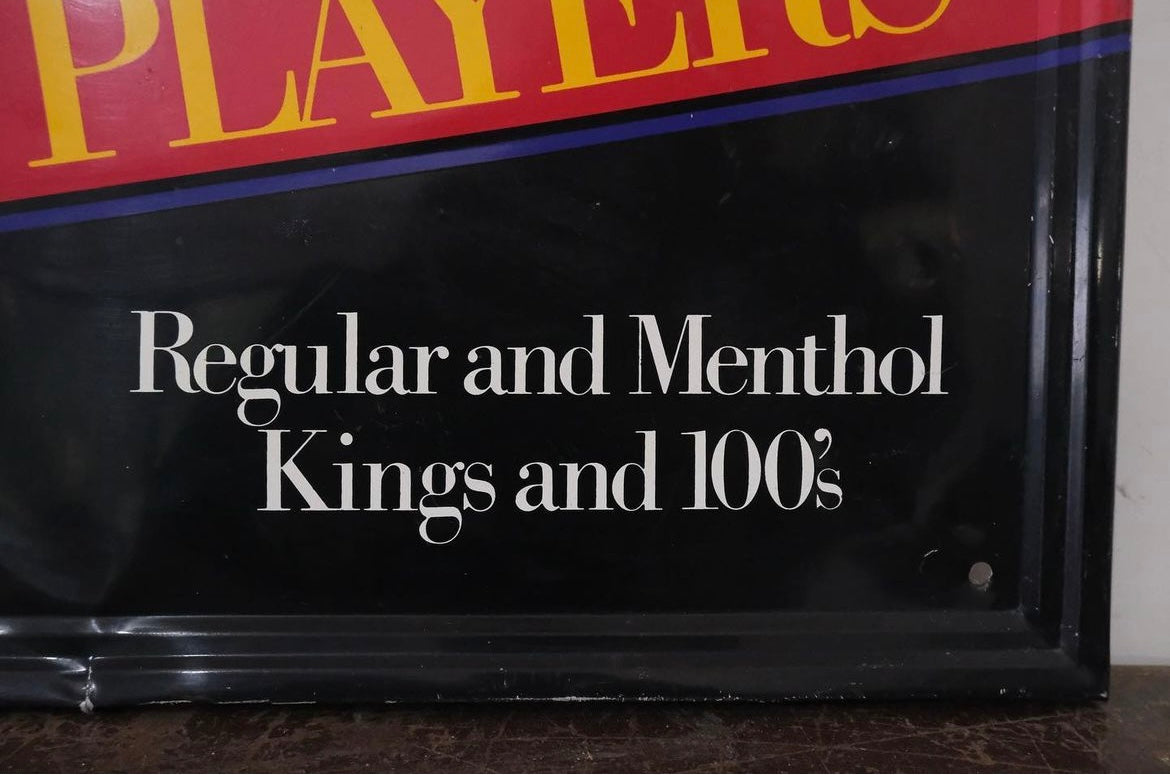 PLAYERS
Regular and Menthol
Kings and 100's